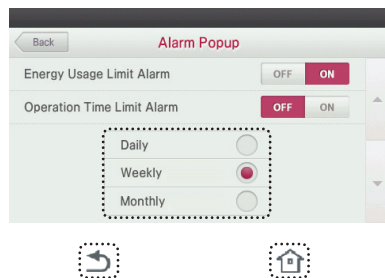 Back
Alarm Popup
Energy Usage Limit Alarm OFF ON
Operation Time Limit Alarm OFF ON
Daily
Weekly
Monthly